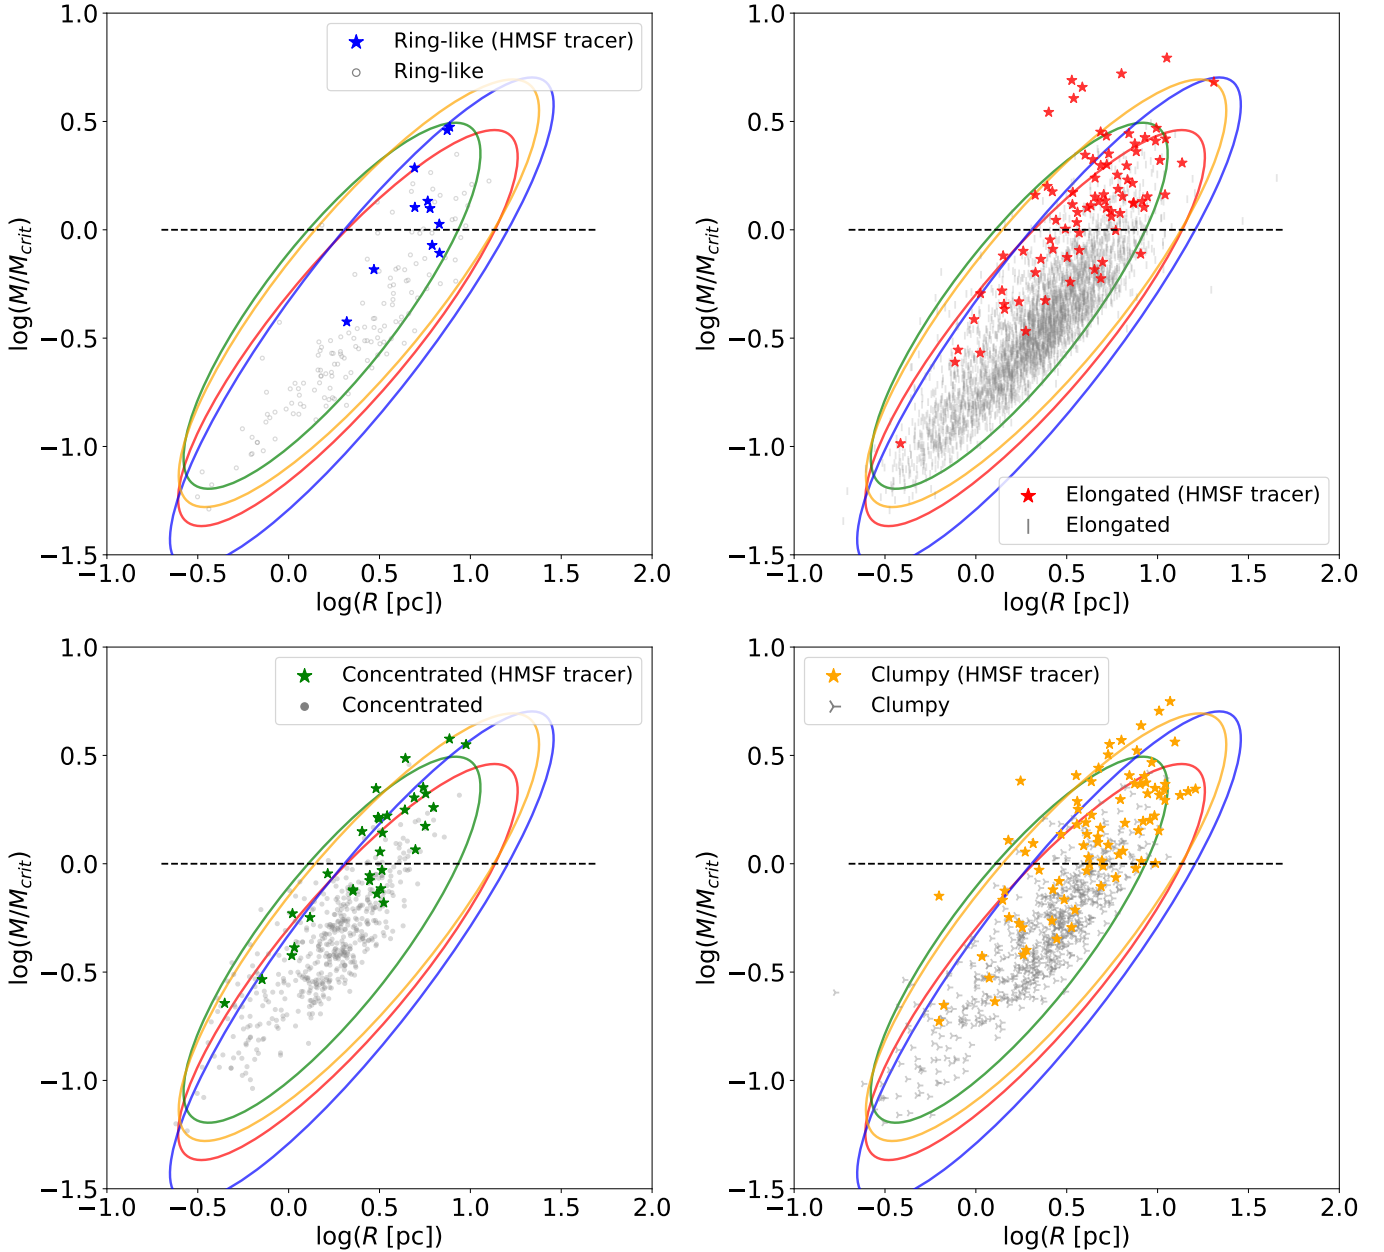 1.0
0.5
0.0
−0.5
−1.0
−1.5
log(M/M_crit)
Ring-like (HMSF tracer)
Ring-like
−1.0 −0.5 0.0 0.5 1.0 1.5 2.0
log(R [pc])
1.0
0.5
0.0
−0.5
−1.0
−1.5
log(M/M_crit)
Elongated (HMSF tracer)
Elongated
−1.0 −0.5 0.0 0.5 1.0 1.5 2.0
log(R [pc])
1.0
0.5
0.0
−0.5
−1.0
−1.5
log(M/M_crit)
Concentrated (HMSF tracer)
Concentrated
−1.0 −0.5 0.0 0.5 1.0 1.5 2.0
log(R [pc])
1.0
0.5
0.0
−0.5
−1.0
−1.5
log(M/M_crit)
Clumpy (HMSF tracer)
Clumpy
−1.0 −0.5 0.0 0.5 1.0 1.5 2.0
log(R [pc])